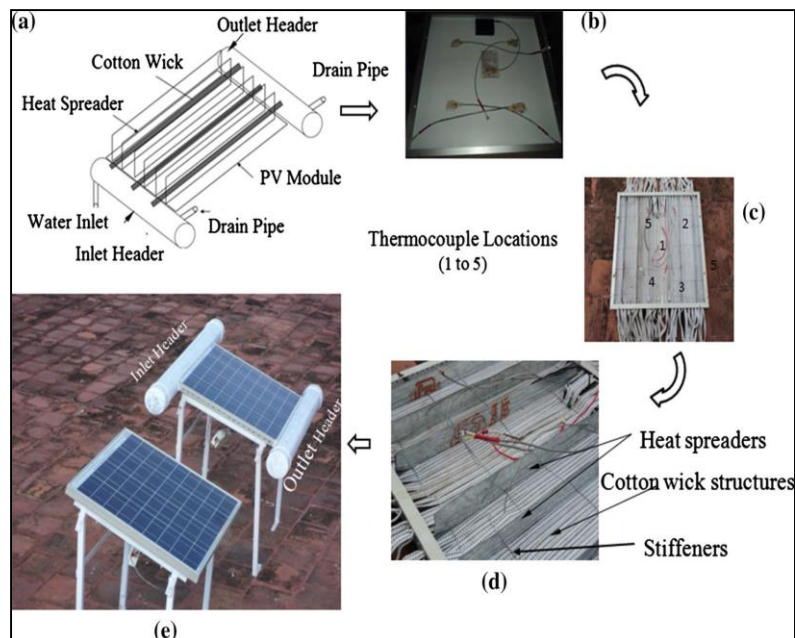 (a)
Outlet Header
Cotton Wick
Heat Spreader
Drain Pipe
PV Module
Water Inlet
Drain Pipe
Inlet Header
(b)
(c)
5
2
1
5
4
3
Thermocouple Locations
(1 to 5)
Heat spreaders
Cotton wick structures
Stiffeners
(d)
Inlet Header
Outlet Header
(e)